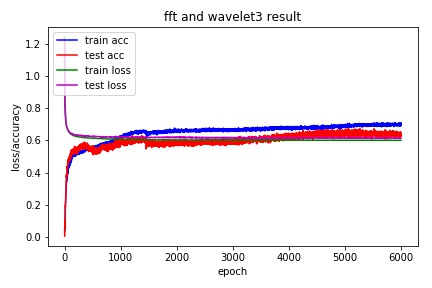 fft and wavelet3 result
train acc
test acc
train loss
test loss
loss/accuracy
1.2
1.0
0.8
0.6
0.4
0.2
0.0
0 1000 2000 3000 4000 5000 6000
epoch